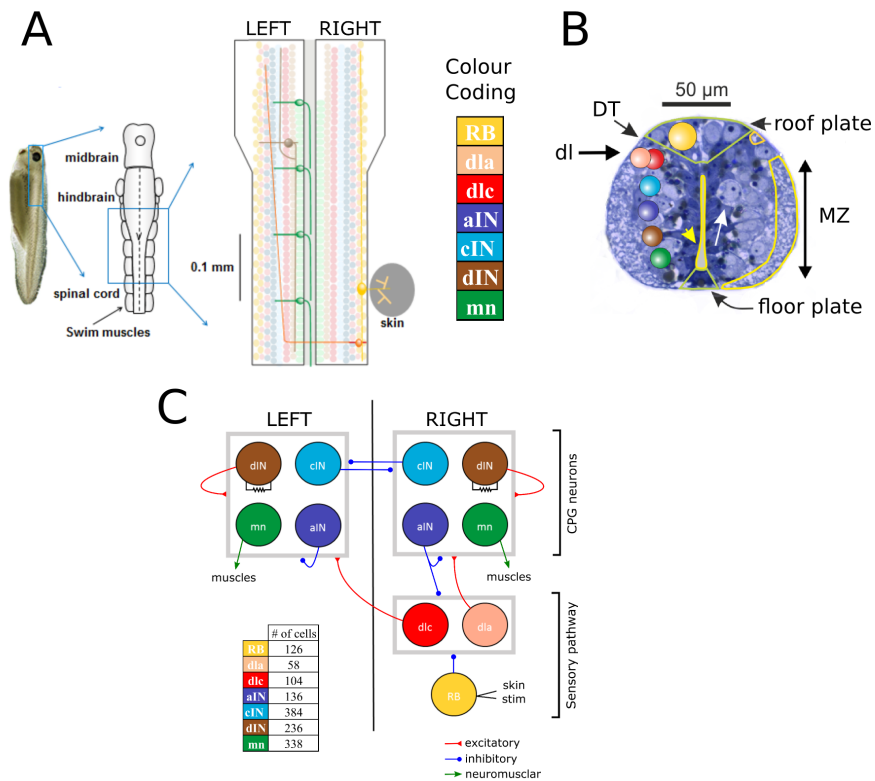 A
LEFT
RIGHT
midbrain
hindbrain
spinal cord
Swim muscles
0.1 mm
skin
Colour
Coding
RB
dla
dlc
aIN
cIN
dIN
mn
B
50 µm
DT
roof plate
dl
MZ
floor plate
C
LEFT
RIGHT
dIN
cIN
cIN
dIN
mn
aIN
aIN
mn
muscles
muscles
CPG neurons
dlc
dla
Sensory pathway
RB
skin
stim
# of cells
RB 126
dla 58
dlc 104
aIN 136
cIN 384
dIN 236
mn 338
excitatory
inhibitory
neuromusclar